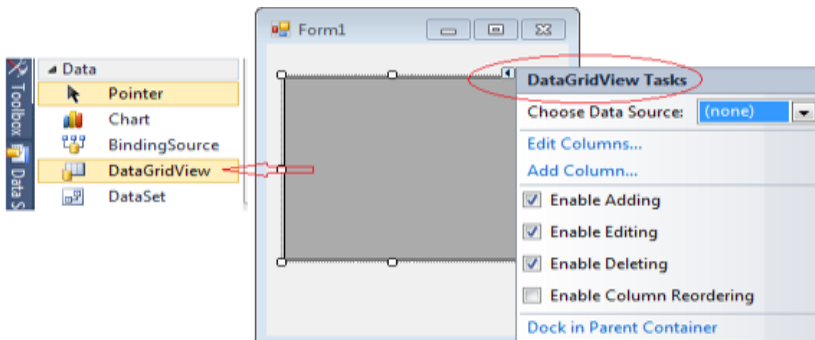 Toolbox
Data S
Data
Pointer
Chart
BindingSource
DataGridView
DataSet
Form1
DataGridView Tasks
Choose Data Source: (none)
Edit Columns...
Add Column...
Enable Adding
Enable Editing
Enable Deleting
Enable Column Reordering
Dock in Parent Container